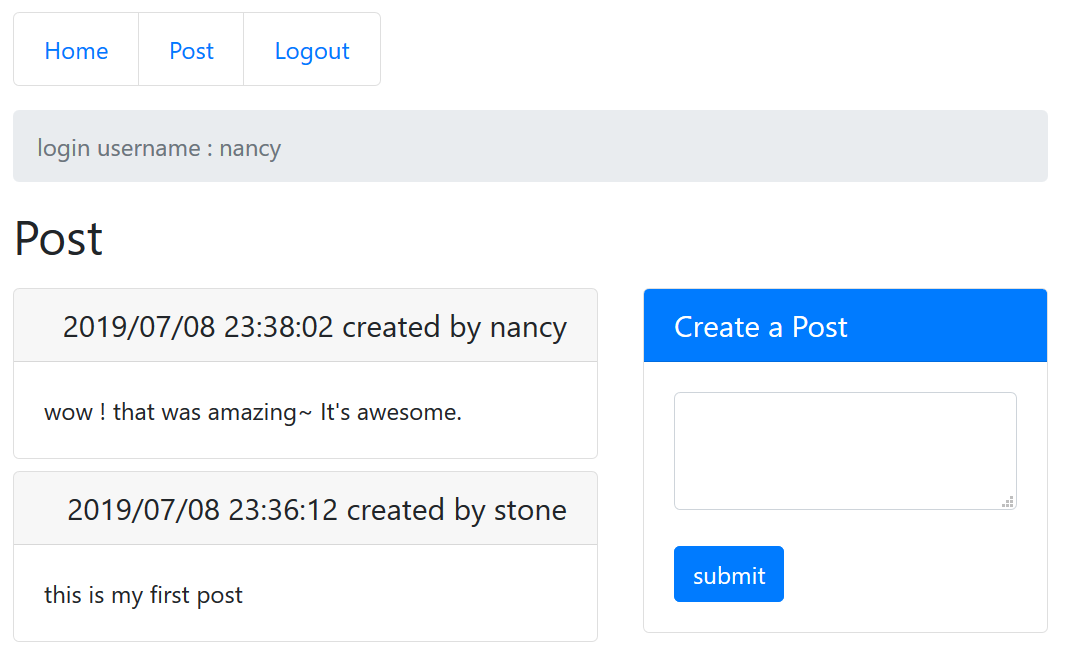 Home Post Logout
login username : nancy
Post
2019/07/08 23:38:02 created by nancy
wow ! that was amazing~ It's awesome.
2019/07/08 23:36:12 created by stone
this is my first post
Create a Post
submit